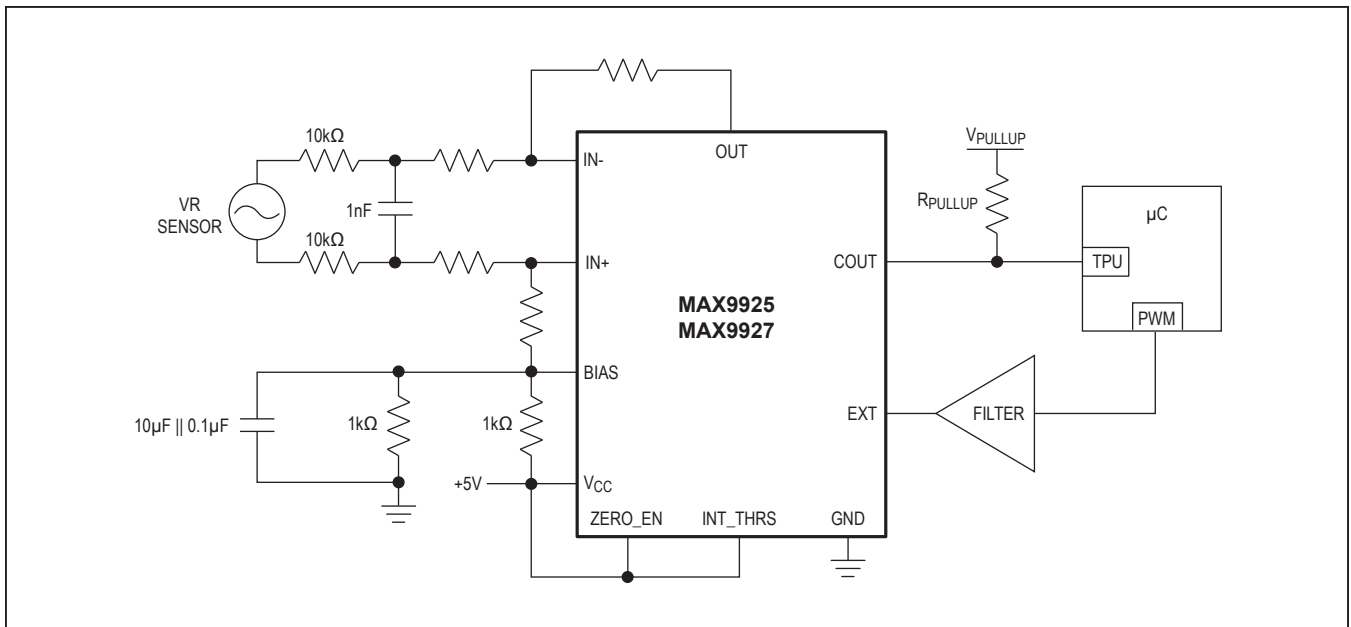 10kΩ
VR
SENSOR
1nF
10kΩ
IN-
OUT
IN+
MAX9925
MAX9927
BIAS
10µF || 0.1µF
1kΩ
1kΩ
+5V
VCC
ZERO_EN
INT_THRS
GND
COUT
EXT
VPULLUP
RPULLUP
µC
TPU
PWM
FILTER